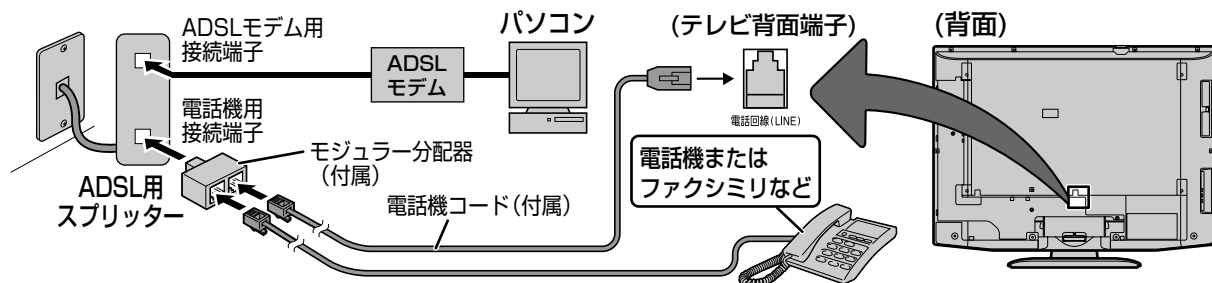 ADSLモデム用
接続端子
電話機用
接続端子
ADSL用
スプリッター
モジュラー分配器
(付属)
電話機コード(付属)
ADSL
モデム
パソコン
(テレビ背面端子)
電話回線(LINE)
電話機または
ファクシミリなど
(背面)